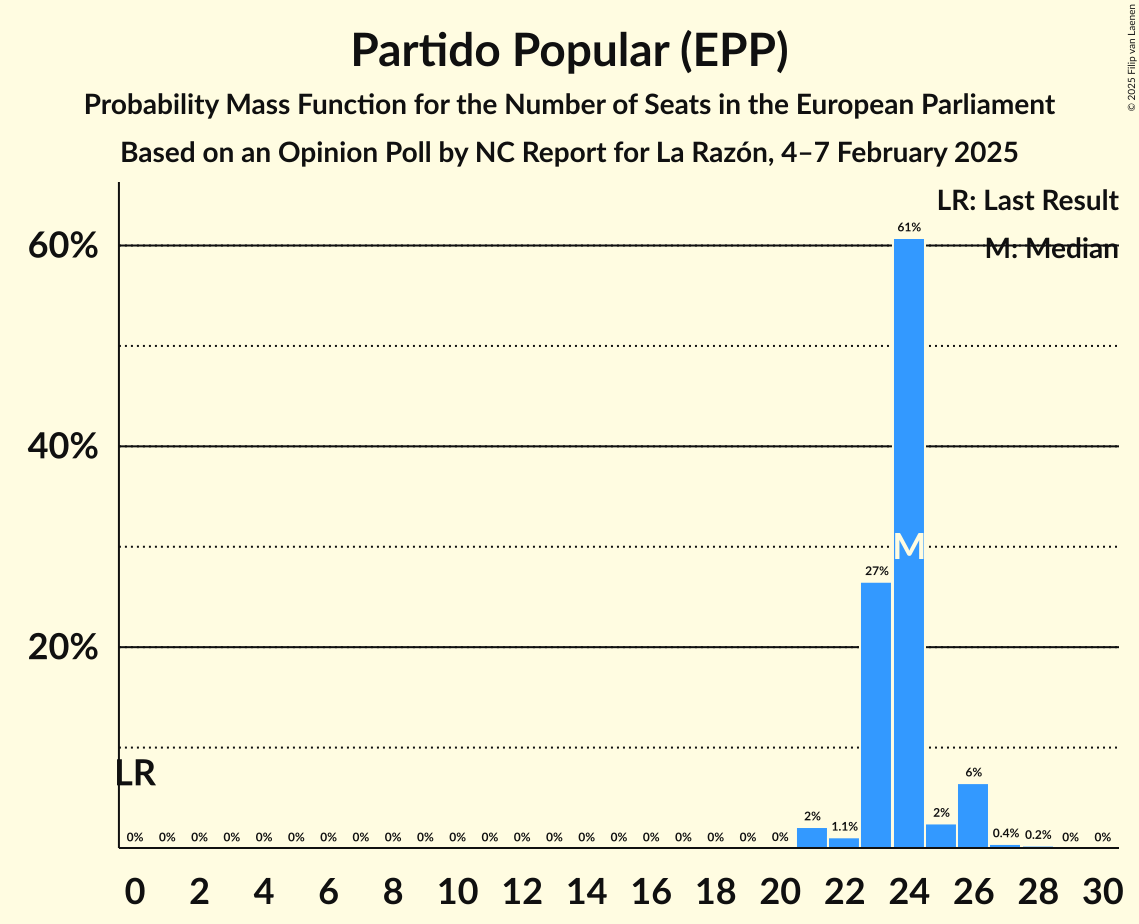 Partido Popular (EPP)
Probability Mass Function for the Number of Seats in the European Parliament
Based on an Opinion Poll by NC Report for La Razón, 4–7 February 2025
© 2025 Filip van Laenen
LR: Last Result
M: Median
60%
40%
20%
61%
M
27%
LR
0% 0% 0% 0% 0% 0% 0% 0% 0% 0% 0% 0% 0% 0% 0% 0% 0% 0% 0% 0% 0% 2% 1.1% 2% 6% 0.4% 0.2% 0% 0%
0 2 4 6 8 10 12 14 16 18 20 22 24 26 28 30